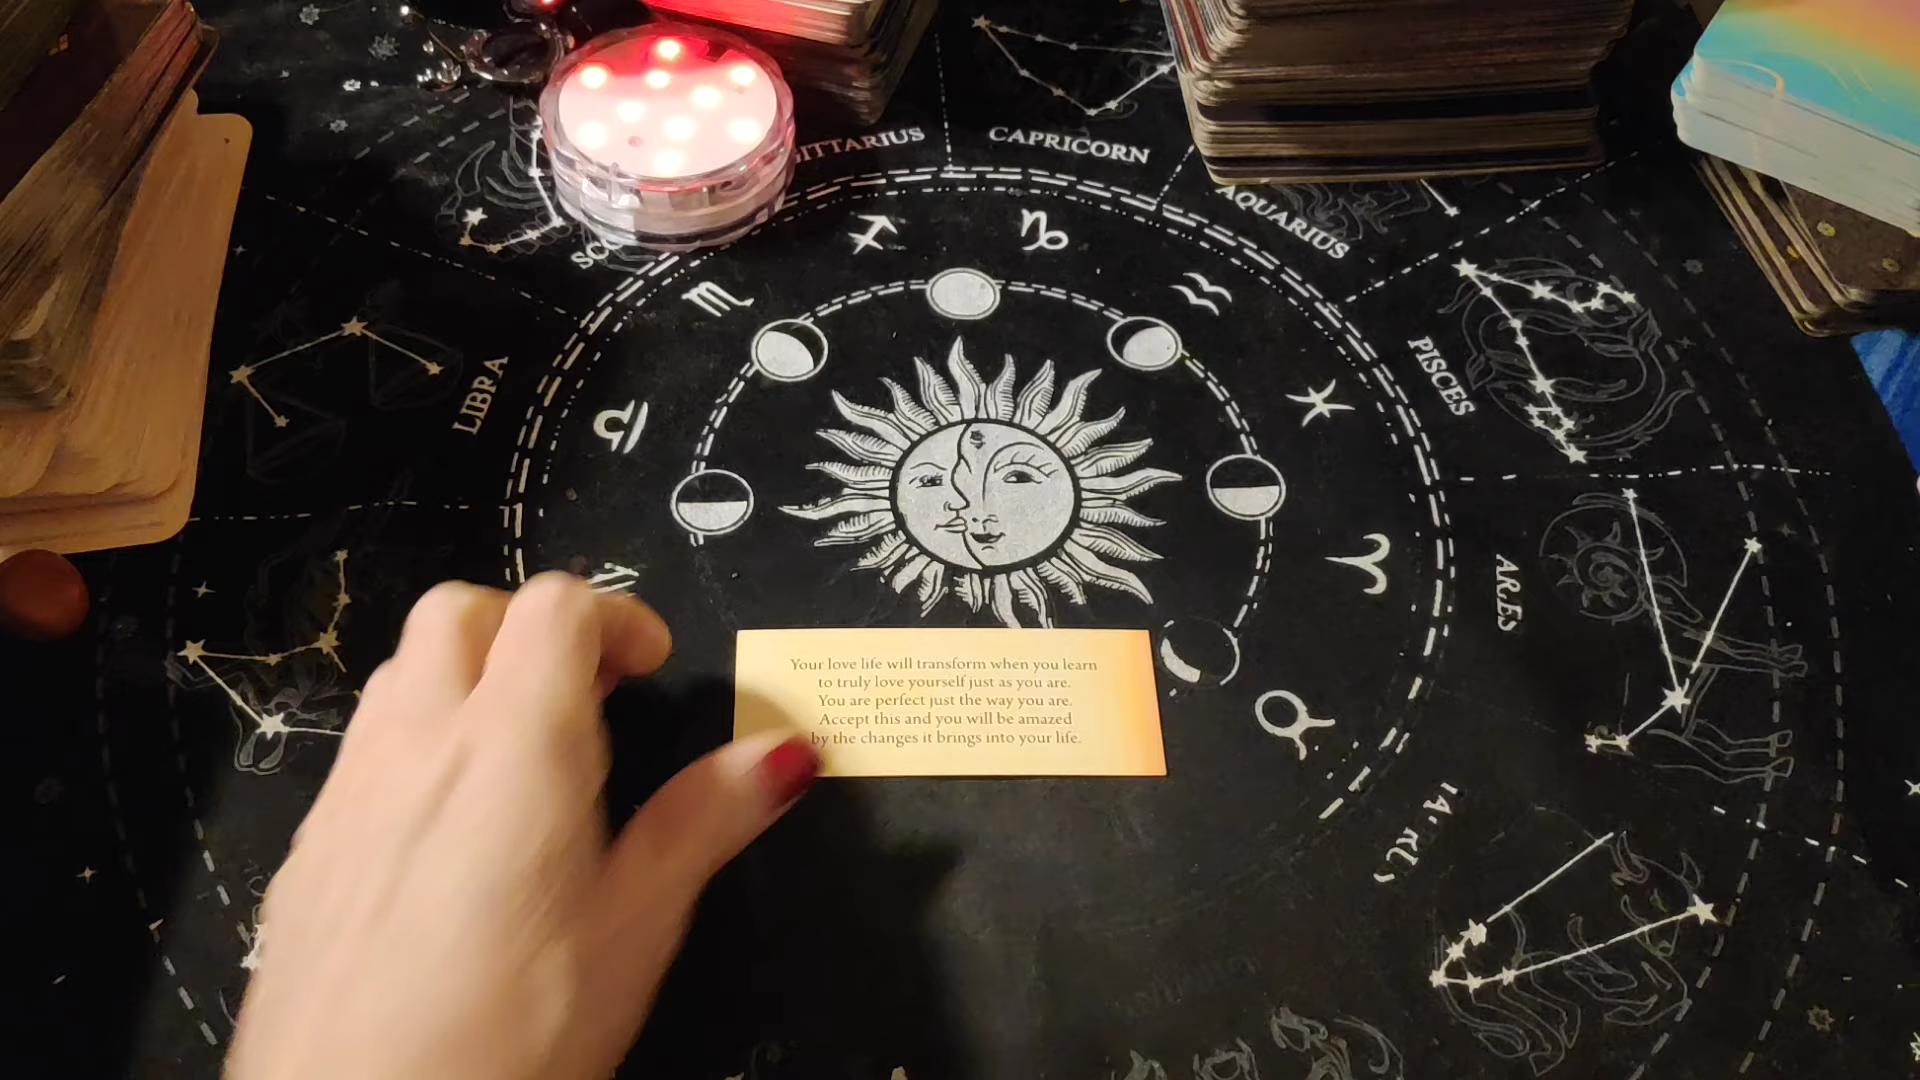 CAPRICORN
AQUARIUS
PISCES
LIBRA
ARIES
Your love life will transform when you learn
to truly love yourself just as you are.
You are perfect just the way you are.
Accept this and you will be amazed
by the changes it brings into your life.